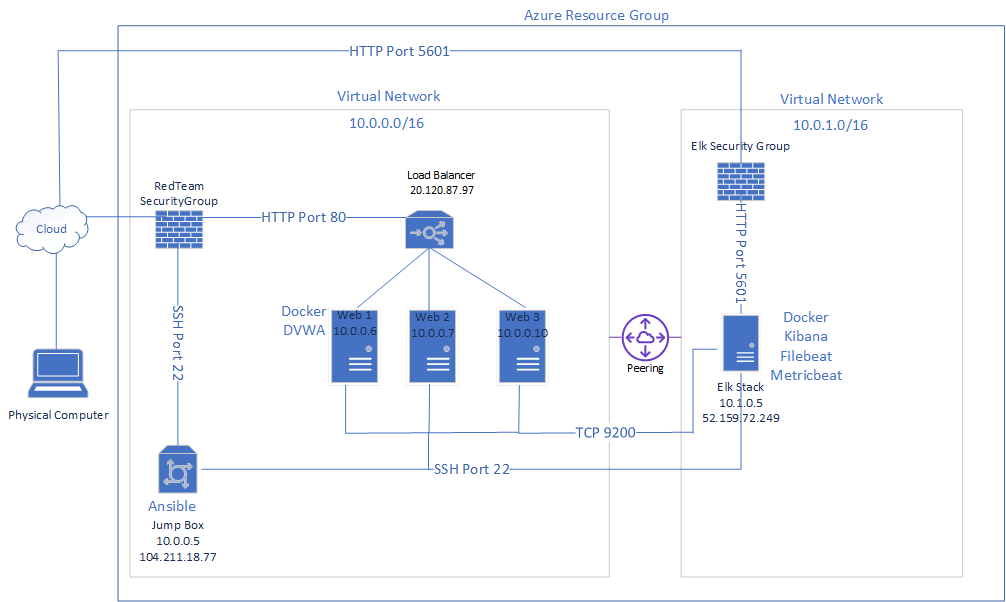 Azure Resource Group
HTTP Port 5601
Virtual Network
10.0.0.0/16
Virtual Network
10.0.1.0/16
Elk Security Group
Load Balancer
20.120.87.97
RedTeam
SecurityGroup
HTTP Port 80
Cloud
HTTP Port 5601
SSH Port 22
Docker
DVWA
Web 1
10.0.0.6
Web 2
10.0.0.7
Web 3
10.0.0.10
Peering
Docker
Kibana
Filebeat
Metricbeat
Elk Stack
10.1.0.5
52.159.72.249
Physical Computer
TCP 9200
SSH Port 22
Ansible
Jump Box
10.0.0.5
104.211.18.77